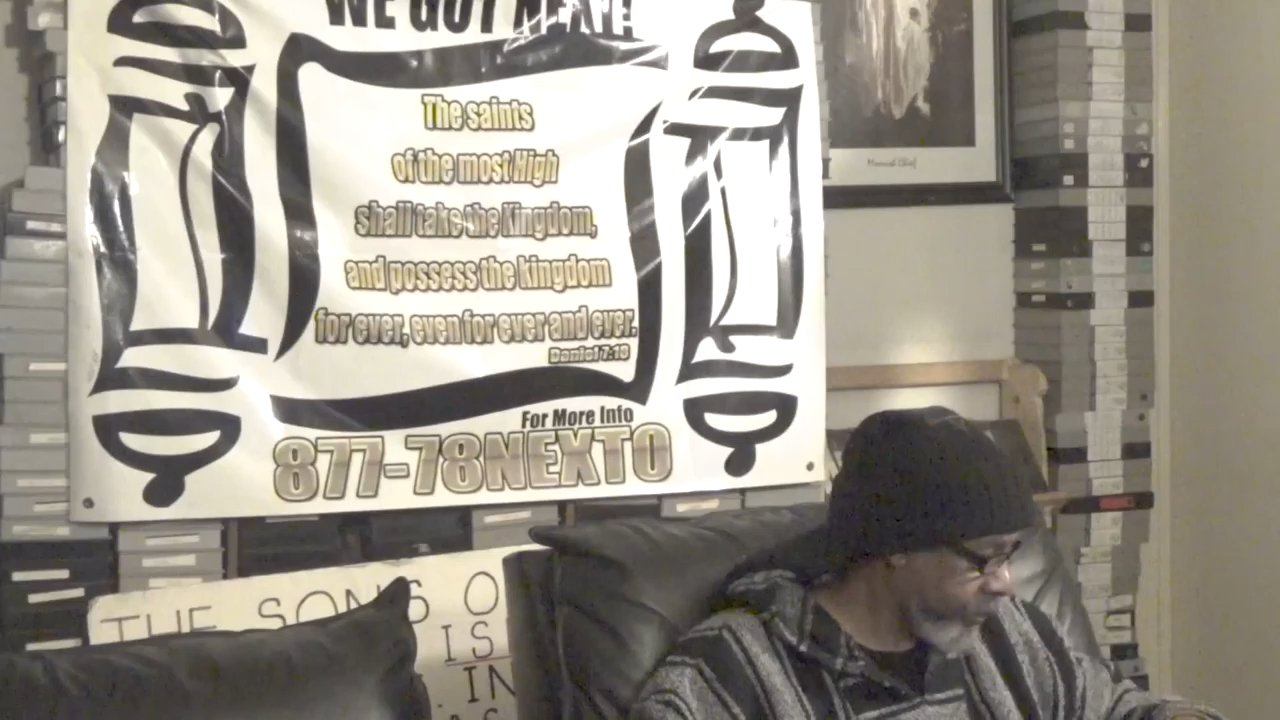 WE GOT NEXT!
The saints
of the most High
shall take the Kingdom,
and possess the kingdom
for ever, even for ever and ever.
Daniel 7:18
For More Info
877-78NEXTO
THE SONS O
IS
IN